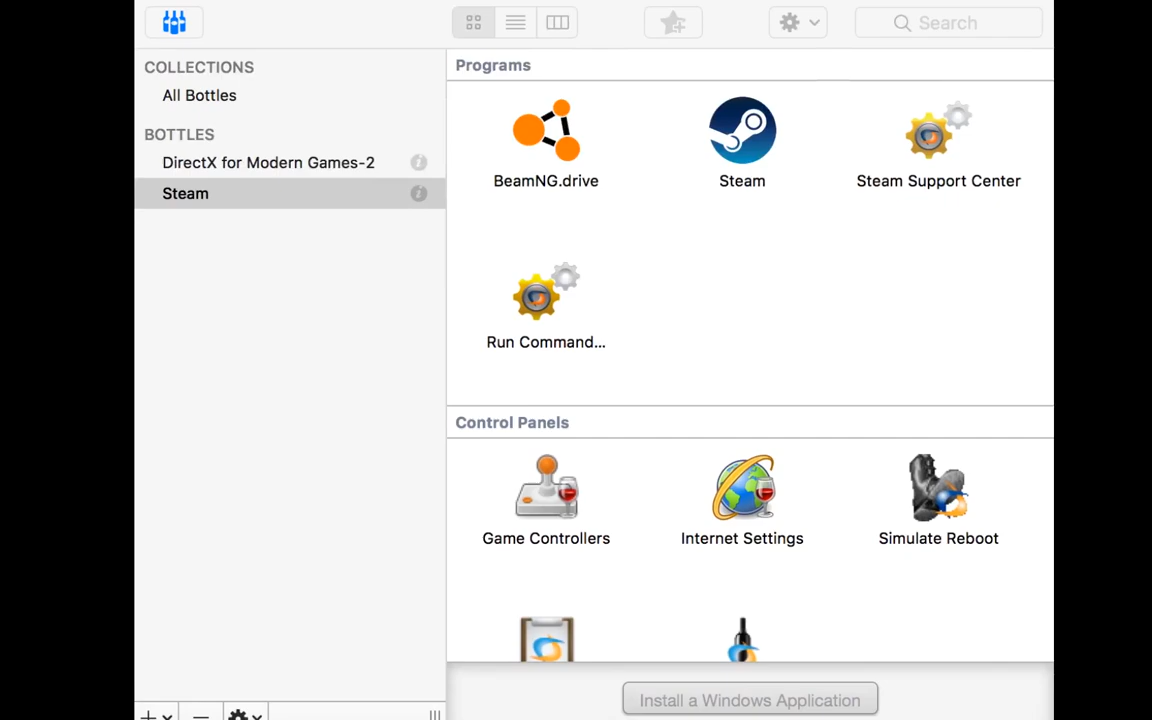 Search
COLLECTIONS
All Bottles
BOTTLES
DirectX for Modern Games-2
Steam
Programs
BeamNG.drive
Steam
Steam Support Center
Run Command...
Control Panels
Game Controllers
Internet Settings
Simulate Reboot
Install a Windows Application